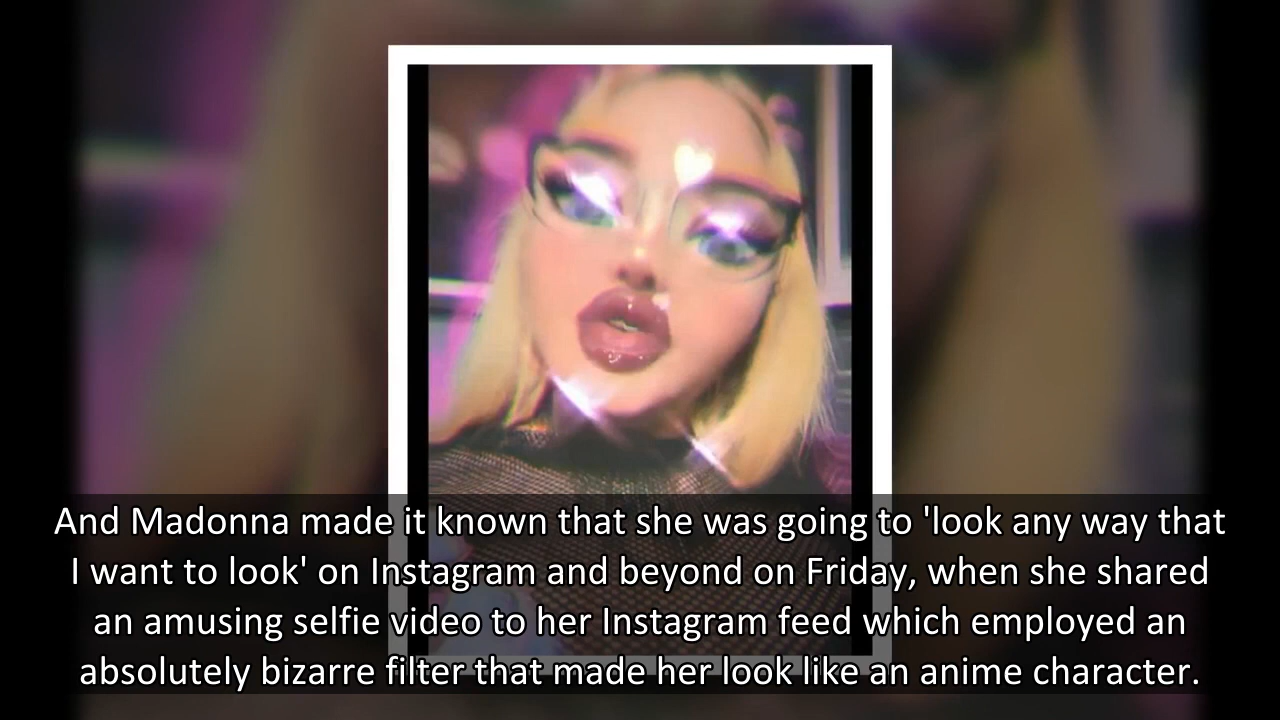 And Madonna made it known that she was going to 'look any way that
I want to look' on Instagram and beyond on Friday, when she shared
an amusing selfie video to her Instagram feed which employed an
absolutely bizarre filter that made her look like an anime character.